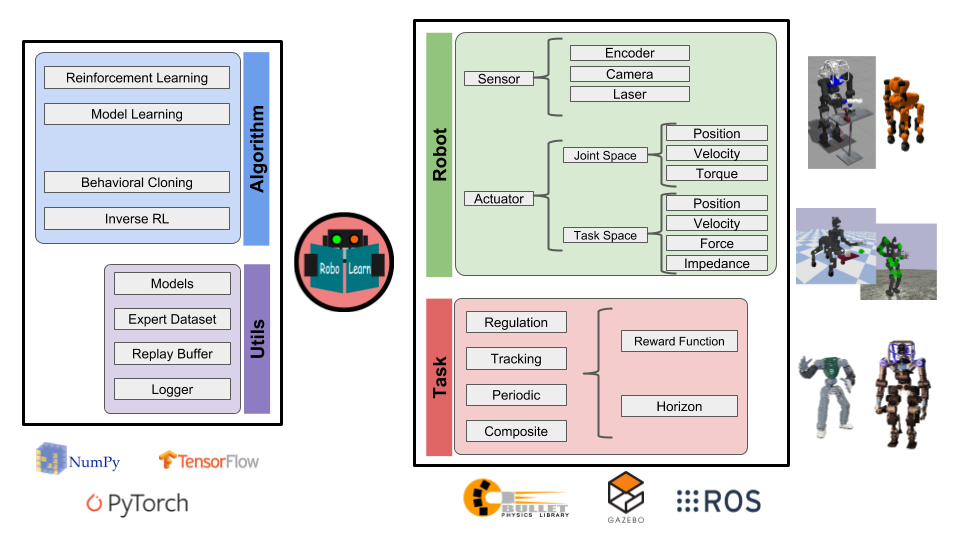 Algorithm
Reinforcement Learning
Model Learning
Behavioral Cloning
Inverse RL
Utils
Models
Expert Dataset
Replay Buffer
Logger
NumPy
TensorFlow
PyTorch
Robo Learn
Robot
Sensor
Encoder
Camera
Laser
Actuator
Joint Space
Position
Velocity
Torque
Task Space
Position
Velocity
Force
Impedance
Task
Regulation
Tracking
Periodic
Composite
Reward Function
Horizon
BULLET
PHYSICS LIBRARY
GAZEBO
ROS